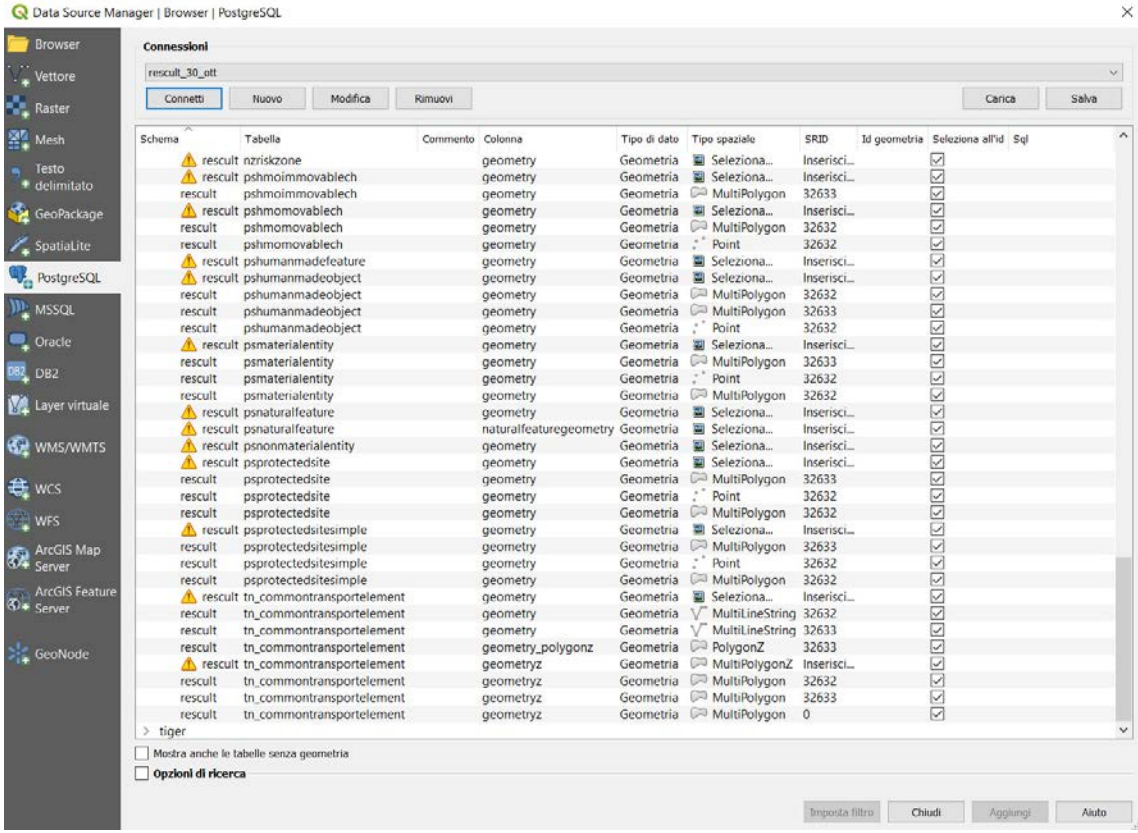 Data Source Manager | Browser | PostgreSQL
Browser
Vettore
Raster
Mesh
Testo
delimitato
GeoPackage
SpatiaLite
PostgreSQL
MSSQL
Oracle
DB2
Layer virtuale
WMS/WMTS
WCS
WFS
ArcGIS Map
Server
ArcGIS Feature
Server
GeoNode
Connessioni
rescult_30_ott
Connetti Nuovo Modifica Rimuovi Carica Salva
Schema Tabella Commento Colonna Tipo di dato Tipo spaziale SRID Id geometria Seleziona all'id Sql
rescult nzriskzone geometry Geometria Seleziona... Inserisci...
rescult pshmoimmovablech geometry Geometria Seleziona... Inserisci...
rescult pshmoimmovablech geometry Geometria MultiPolygon 32633
rescult pshmomovablech geometry Geometria Seleziona... Inserisci...
rescult pshmomovablech geometry Geometria MultiPolygon 32632
rescult pshmomovablech geometry Geometria Point 32632
rescult pshumanmadefeature geometry Geometria Seleziona... Inserisci...
rescult pshumanmadeobject geometry Geometria Seleziona... Inserisci...
rescult pshumanmadeobject geometry Geometria MultiPolygon 32632
rescult pshumanmadeobject geometry Geometria MultiPolygon 32633
rescult pshumanmadeobject geometry Geometria Point 32632
rescult psmaterialentity geometry Geometria Seleziona... Inserisci...
rescult psmaterialentity geometry Geometria MultiPolygon 32633
rescult psmaterialentity geometry Geometria Point 32632
rescult psmaterialentity geometry Geometria MultiPolygon 32632
rescult psnaturalfeature geometry Geometria Seleziona... Inserisci...
rescult psnaturalfeature naturalfeaturegeometry Geometria Seleziona... Inserisci...
rescult psnonmaterialentity geometry Geometria Seleziona... Inserisci...
rescult psprotectedsite geometry Geometria Seleziona... Inserisci...
rescult psprotectedsite geometry Geometria MultiPolygon 32633
rescult psprotectedsite geometry Geometria Point 32632
rescult psprotectedsite geometry Geometria MultiPolygon 32632
rescult psprotectedsitesimple geometry Geometria Seleziona... Inserisci...
rescult psprotectedsitesimple geometry Geometria MultiPolygon 32633
rescult psprotectedsitesimple geometry Geometria Point 32632
rescult psprotectedsitesimple geometry Geometria MultiPolygon 32632
rescult tn_commontransportelement geometry Geometria Seleziona... Inserisci...
rescult tn_commontransportelement geometry Geometria MultiLineString 32632
rescult tn_commontransportelement geometry Geometria MultiLineString 32633
rescult tn_commontransportelement geometry_polygonz Geometria PolygonZ 32633
rescult tn_commontransportelement geometryz Geometria MultiPolygonZ Inserisci...
rescult tn_commontransportelement geometryz Geometria MultiPolygon 32632
rescult tn_commontransportelement geometryz Geometria MultiPolygon 32633
rescult tn_commontransportelement geometryz Geometria MultiPolygon 0
> tiger
Mostra anche le tabelle senza geometria
Opzioni di ricerca
Imposta filtro Chiudi Aggiungi Aiuto